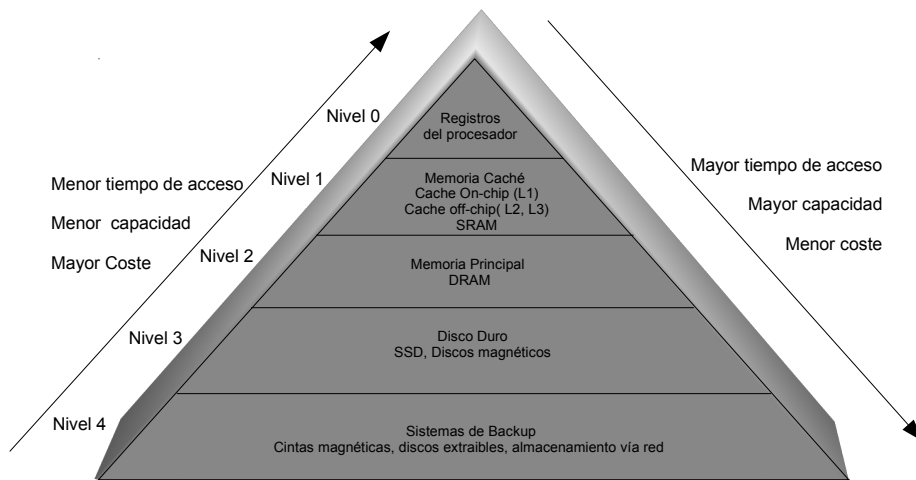 Nivel 0
Registros
del procesador
Nivel 1
Memoria Caché
Cache On-chip (L1)
Cache off-chip( L2, L3)
SRAM
Menor tiempo de acceso
Menor capacidad
Mayor Coste
Mayor tiempo de acceso
Mayor capacidad
Menor coste
Nivel 2
Memoria Principal
DRAM
Nivel 3
Disco Duro
SSD, Discos magnéticos
Nivel 4
Sistemas de Backup
Cintas magnéticas, discos extraibles, almacenamiento vía red